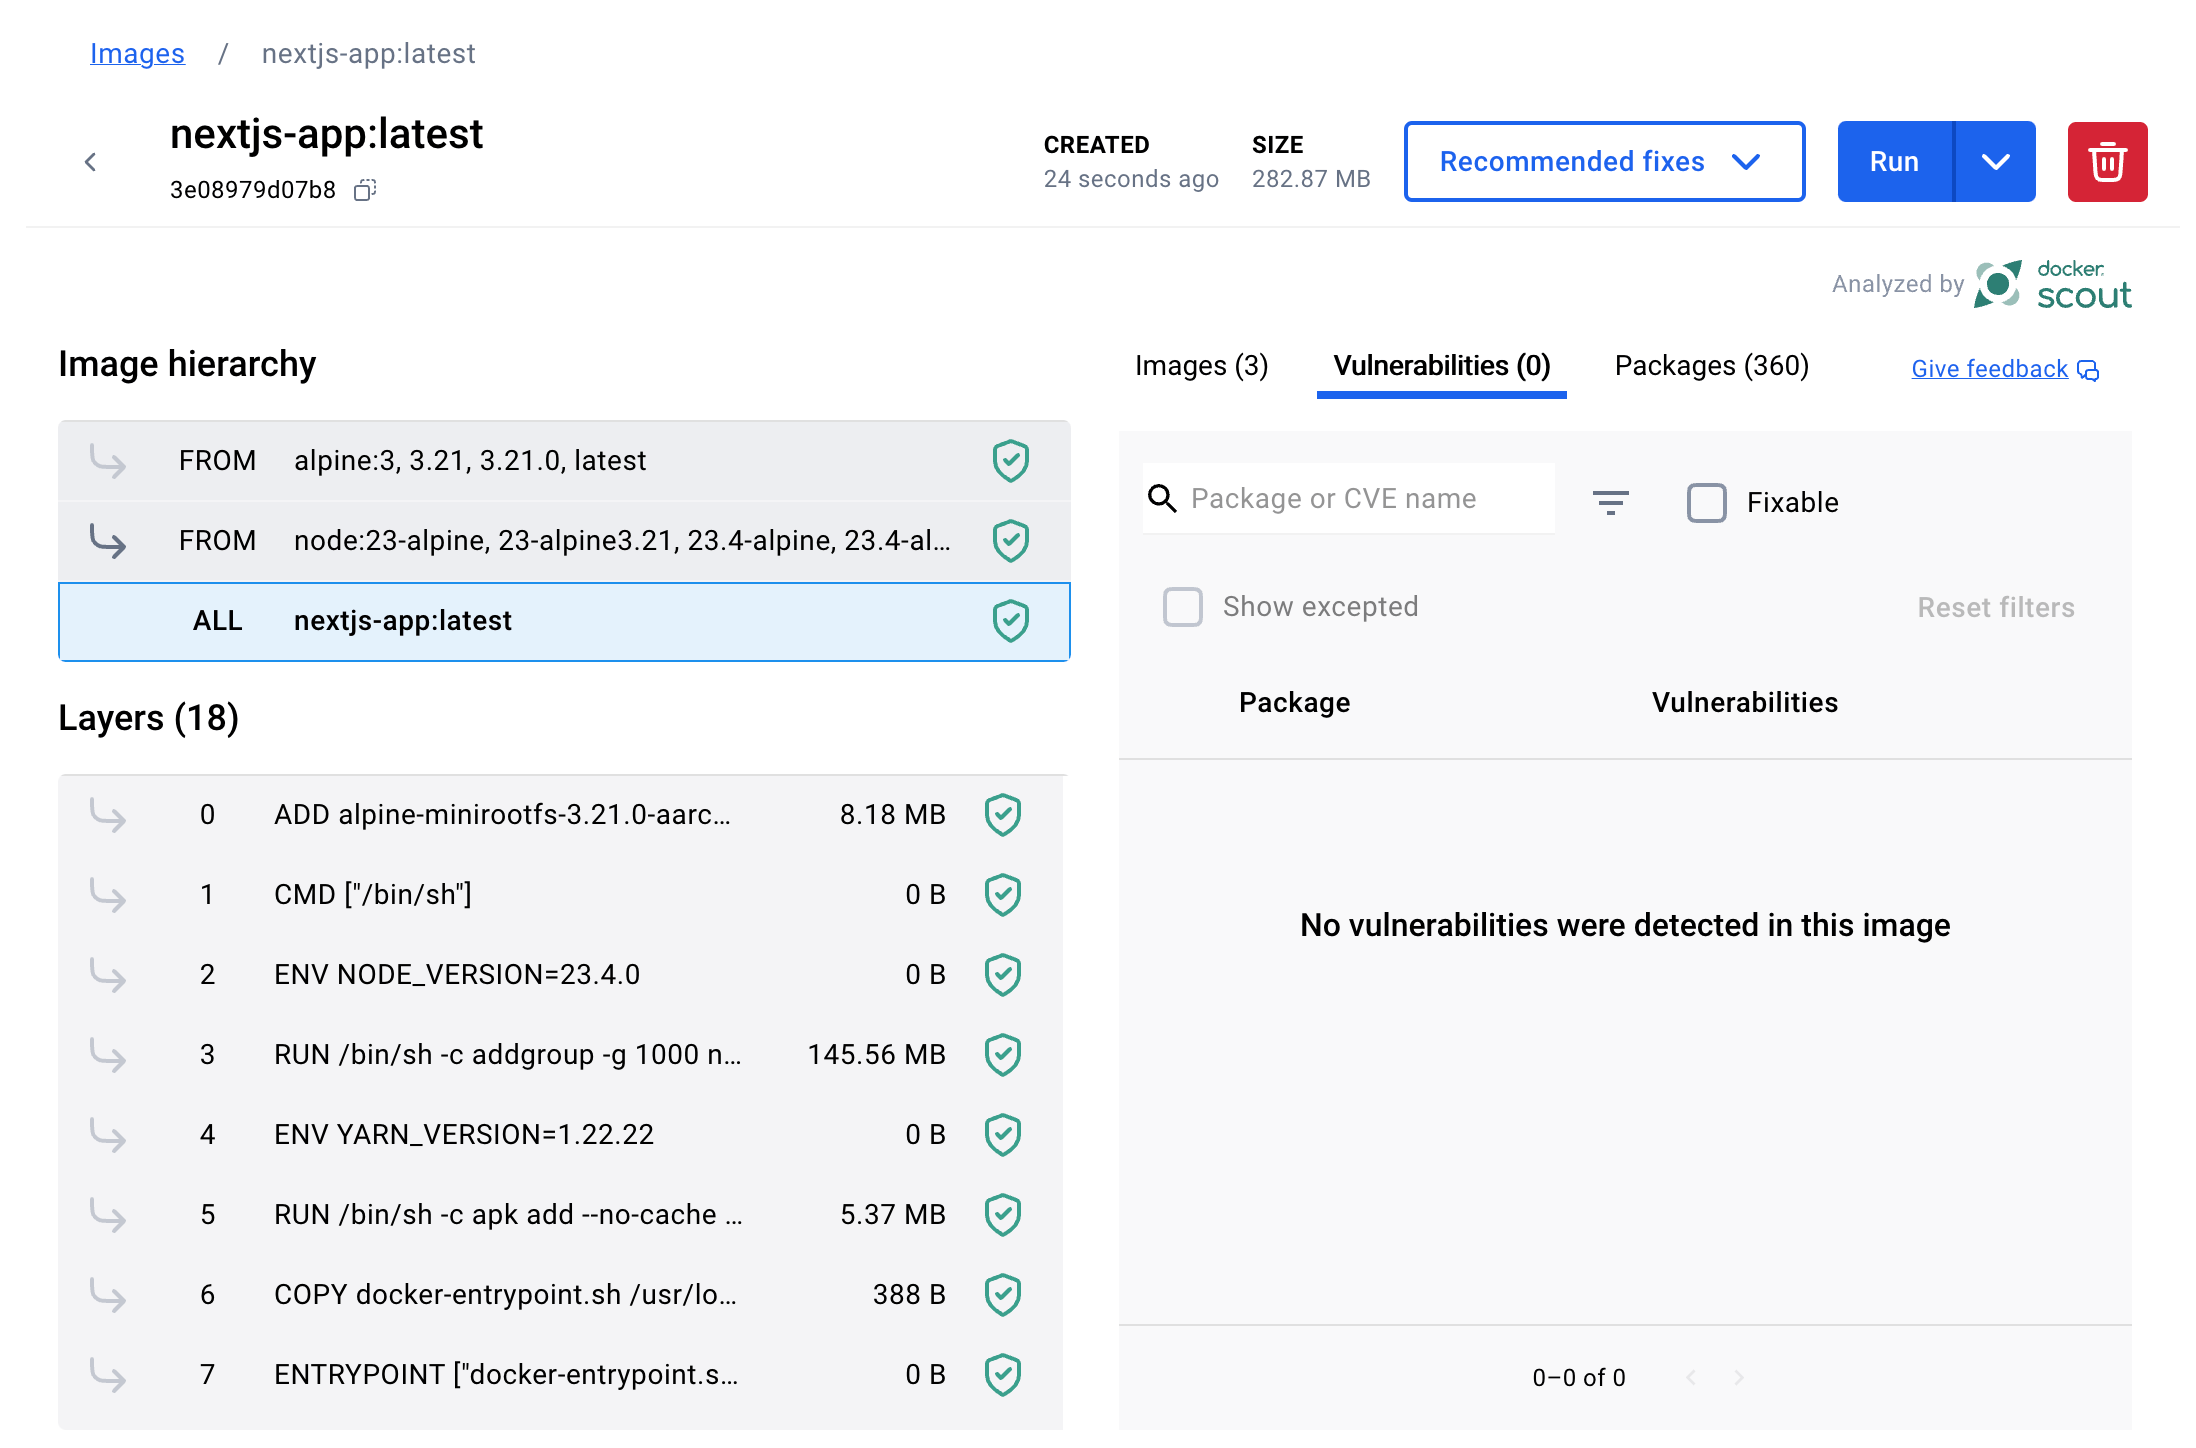 Images / nextjs-app:latest
nextjs-app:latest
3e08979d07b8
CREATED
24 seconds ago
SIZE
282.87 MB
Recommended fixes
Run
Analyzed by docker scout
Image hierarchy
FROM alpine:3, 3.21, 3.21.0, latest
FROM node:23-alpine, 23-alpine3.21, 23.4-alpine, 23.4-al...
ALL nextjs-app:latest
Layers (18)
0 ADD alpine-minirootfs-3.21.0-aarc... 8.18 MB
1 CMD ["/bin/sh"] 0 B
2 ENV NODE_VERSION=23.4.0 0 B
3 RUN /bin/sh -c addgroup -g 1000 n... 145.56 MB
4 ENV YARN_VERSION=1.22.22 0 B
5 RUN /bin/sh -c apk add --no-cache ... 5.37 MB
6 COPY docker-entrypoint.sh /usr/lo... 388 B
7 ENTRYPOINT ["docker-entrypoint.s... 0 B
Images (3) Vulnerabilities (0) Packages (360) Give feedback
Package or CVE name
Fixable
Show excepted
Reset filters
Package Vulnerabilities
No vulnerabilities were detected in this image
0–0 of 0